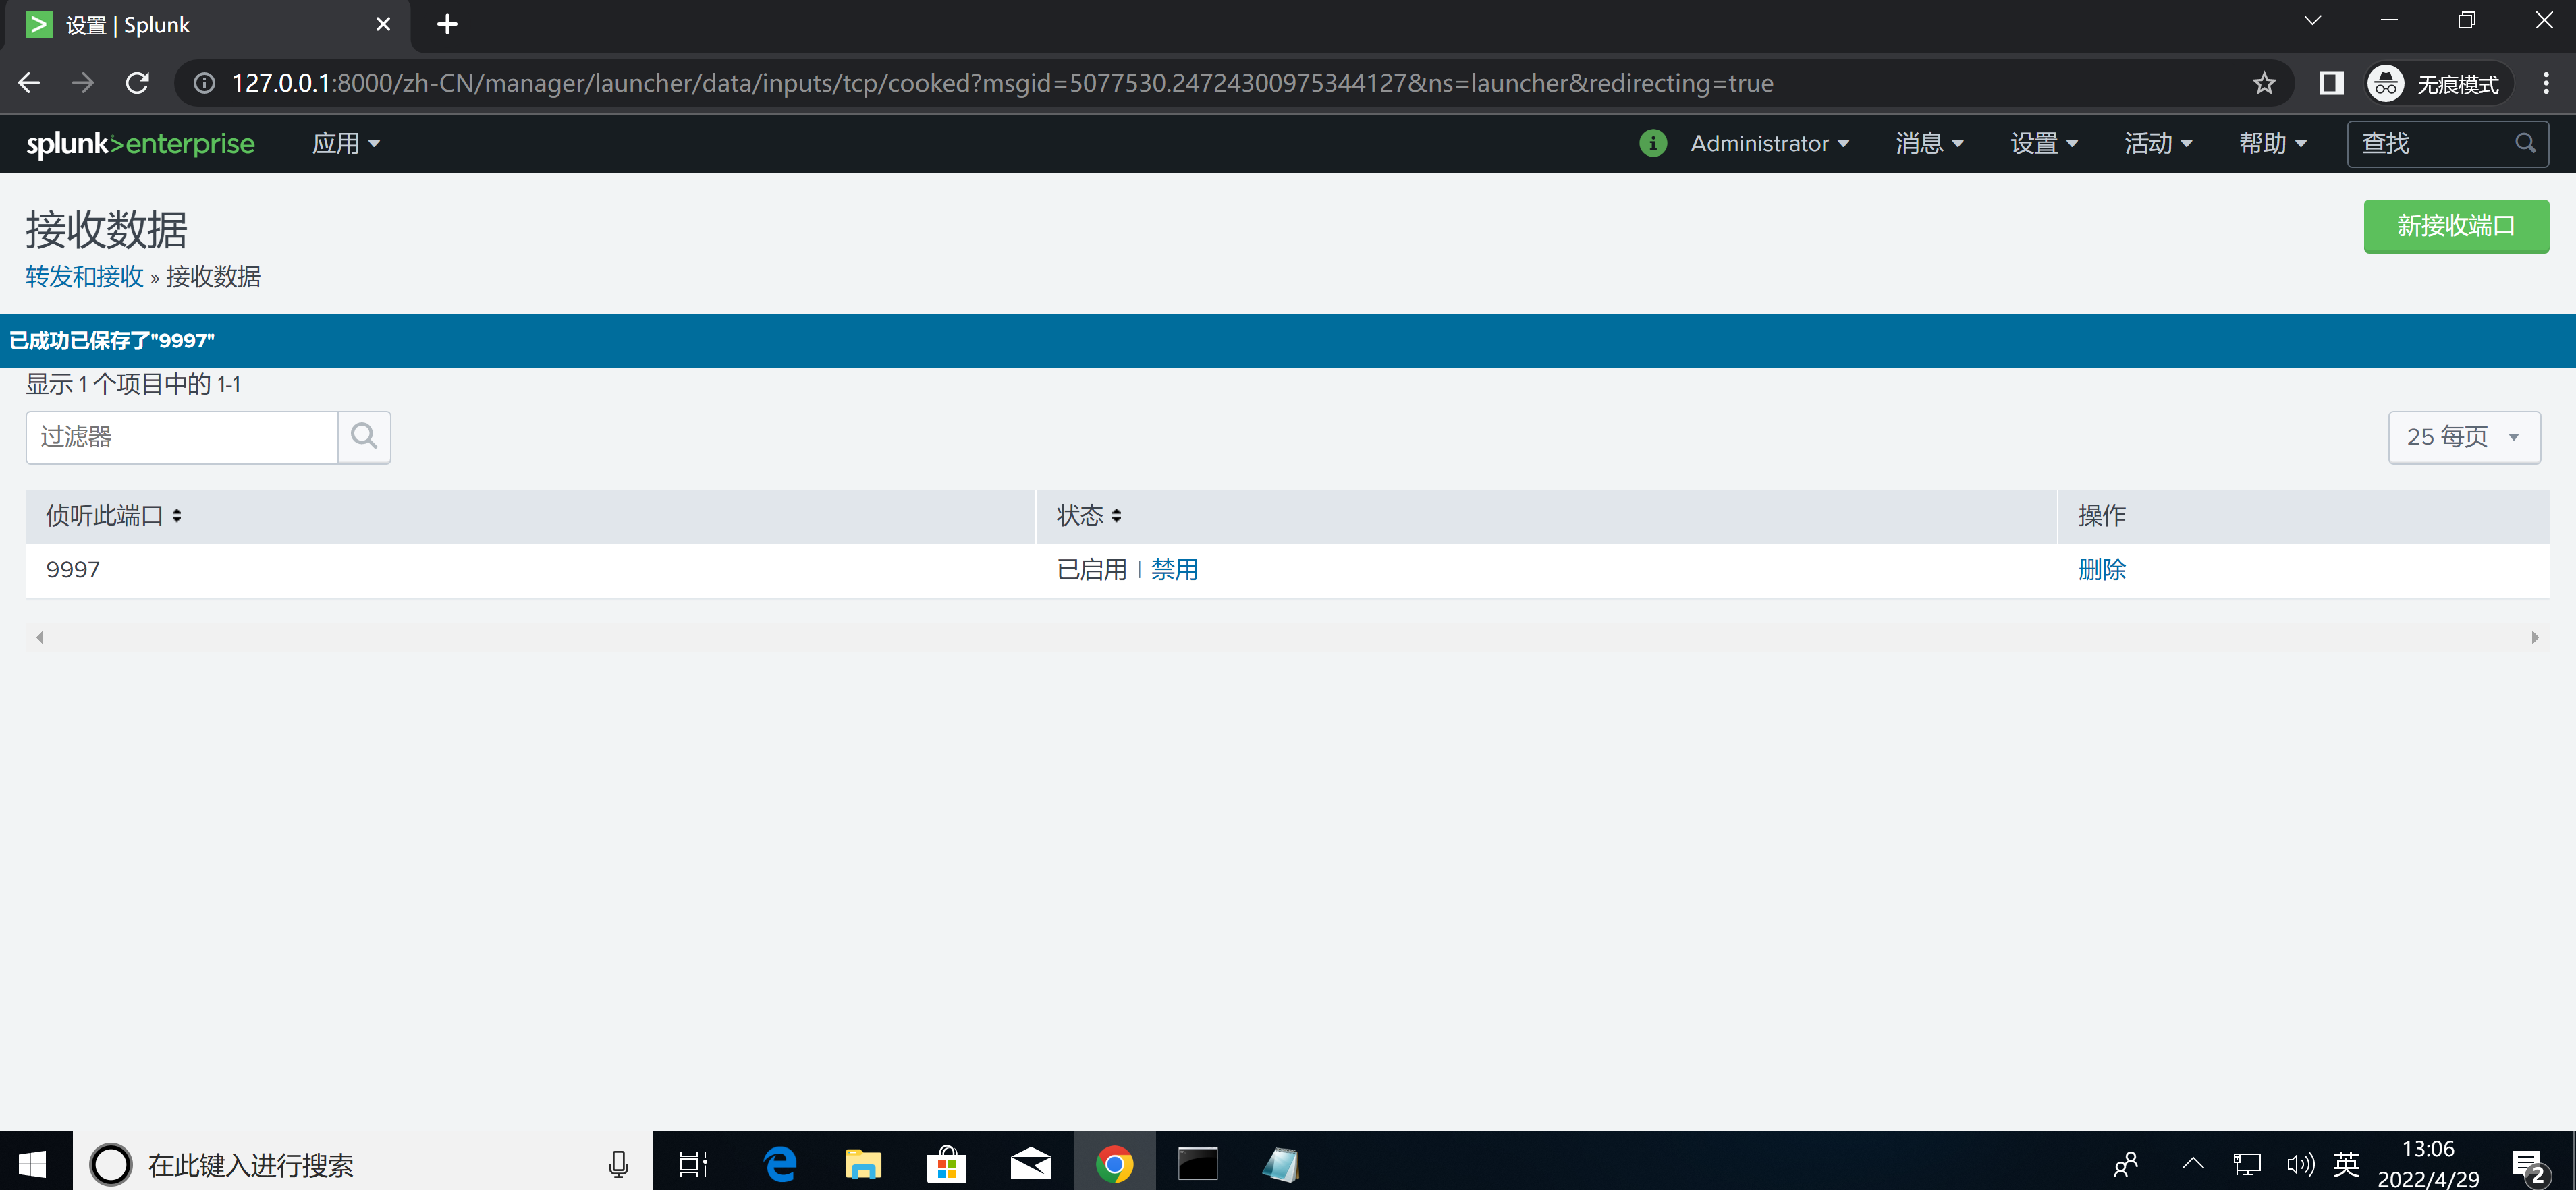 设置 | Splunk
127.0.0.1:8000/zh-CN/manager/launcher/data/inputs/tcp/cooked?msgid=5077530.2472430097534​4127&ns=launcher&redirecting=true
无痕模式
splunk>enterprise 应用 Administrator 消息 设置 活动 帮助 查找
接收数据
新接收端口
转发和接收 » 接收数据
已成功已保存了"9997"
显示 1 个项目中的 1-1
过滤器
25 每页
侦听此端口 状态 操作
9997 已启用 | 禁用 删除
在此键入进行搜索
英
13:06
2022/4/29
2